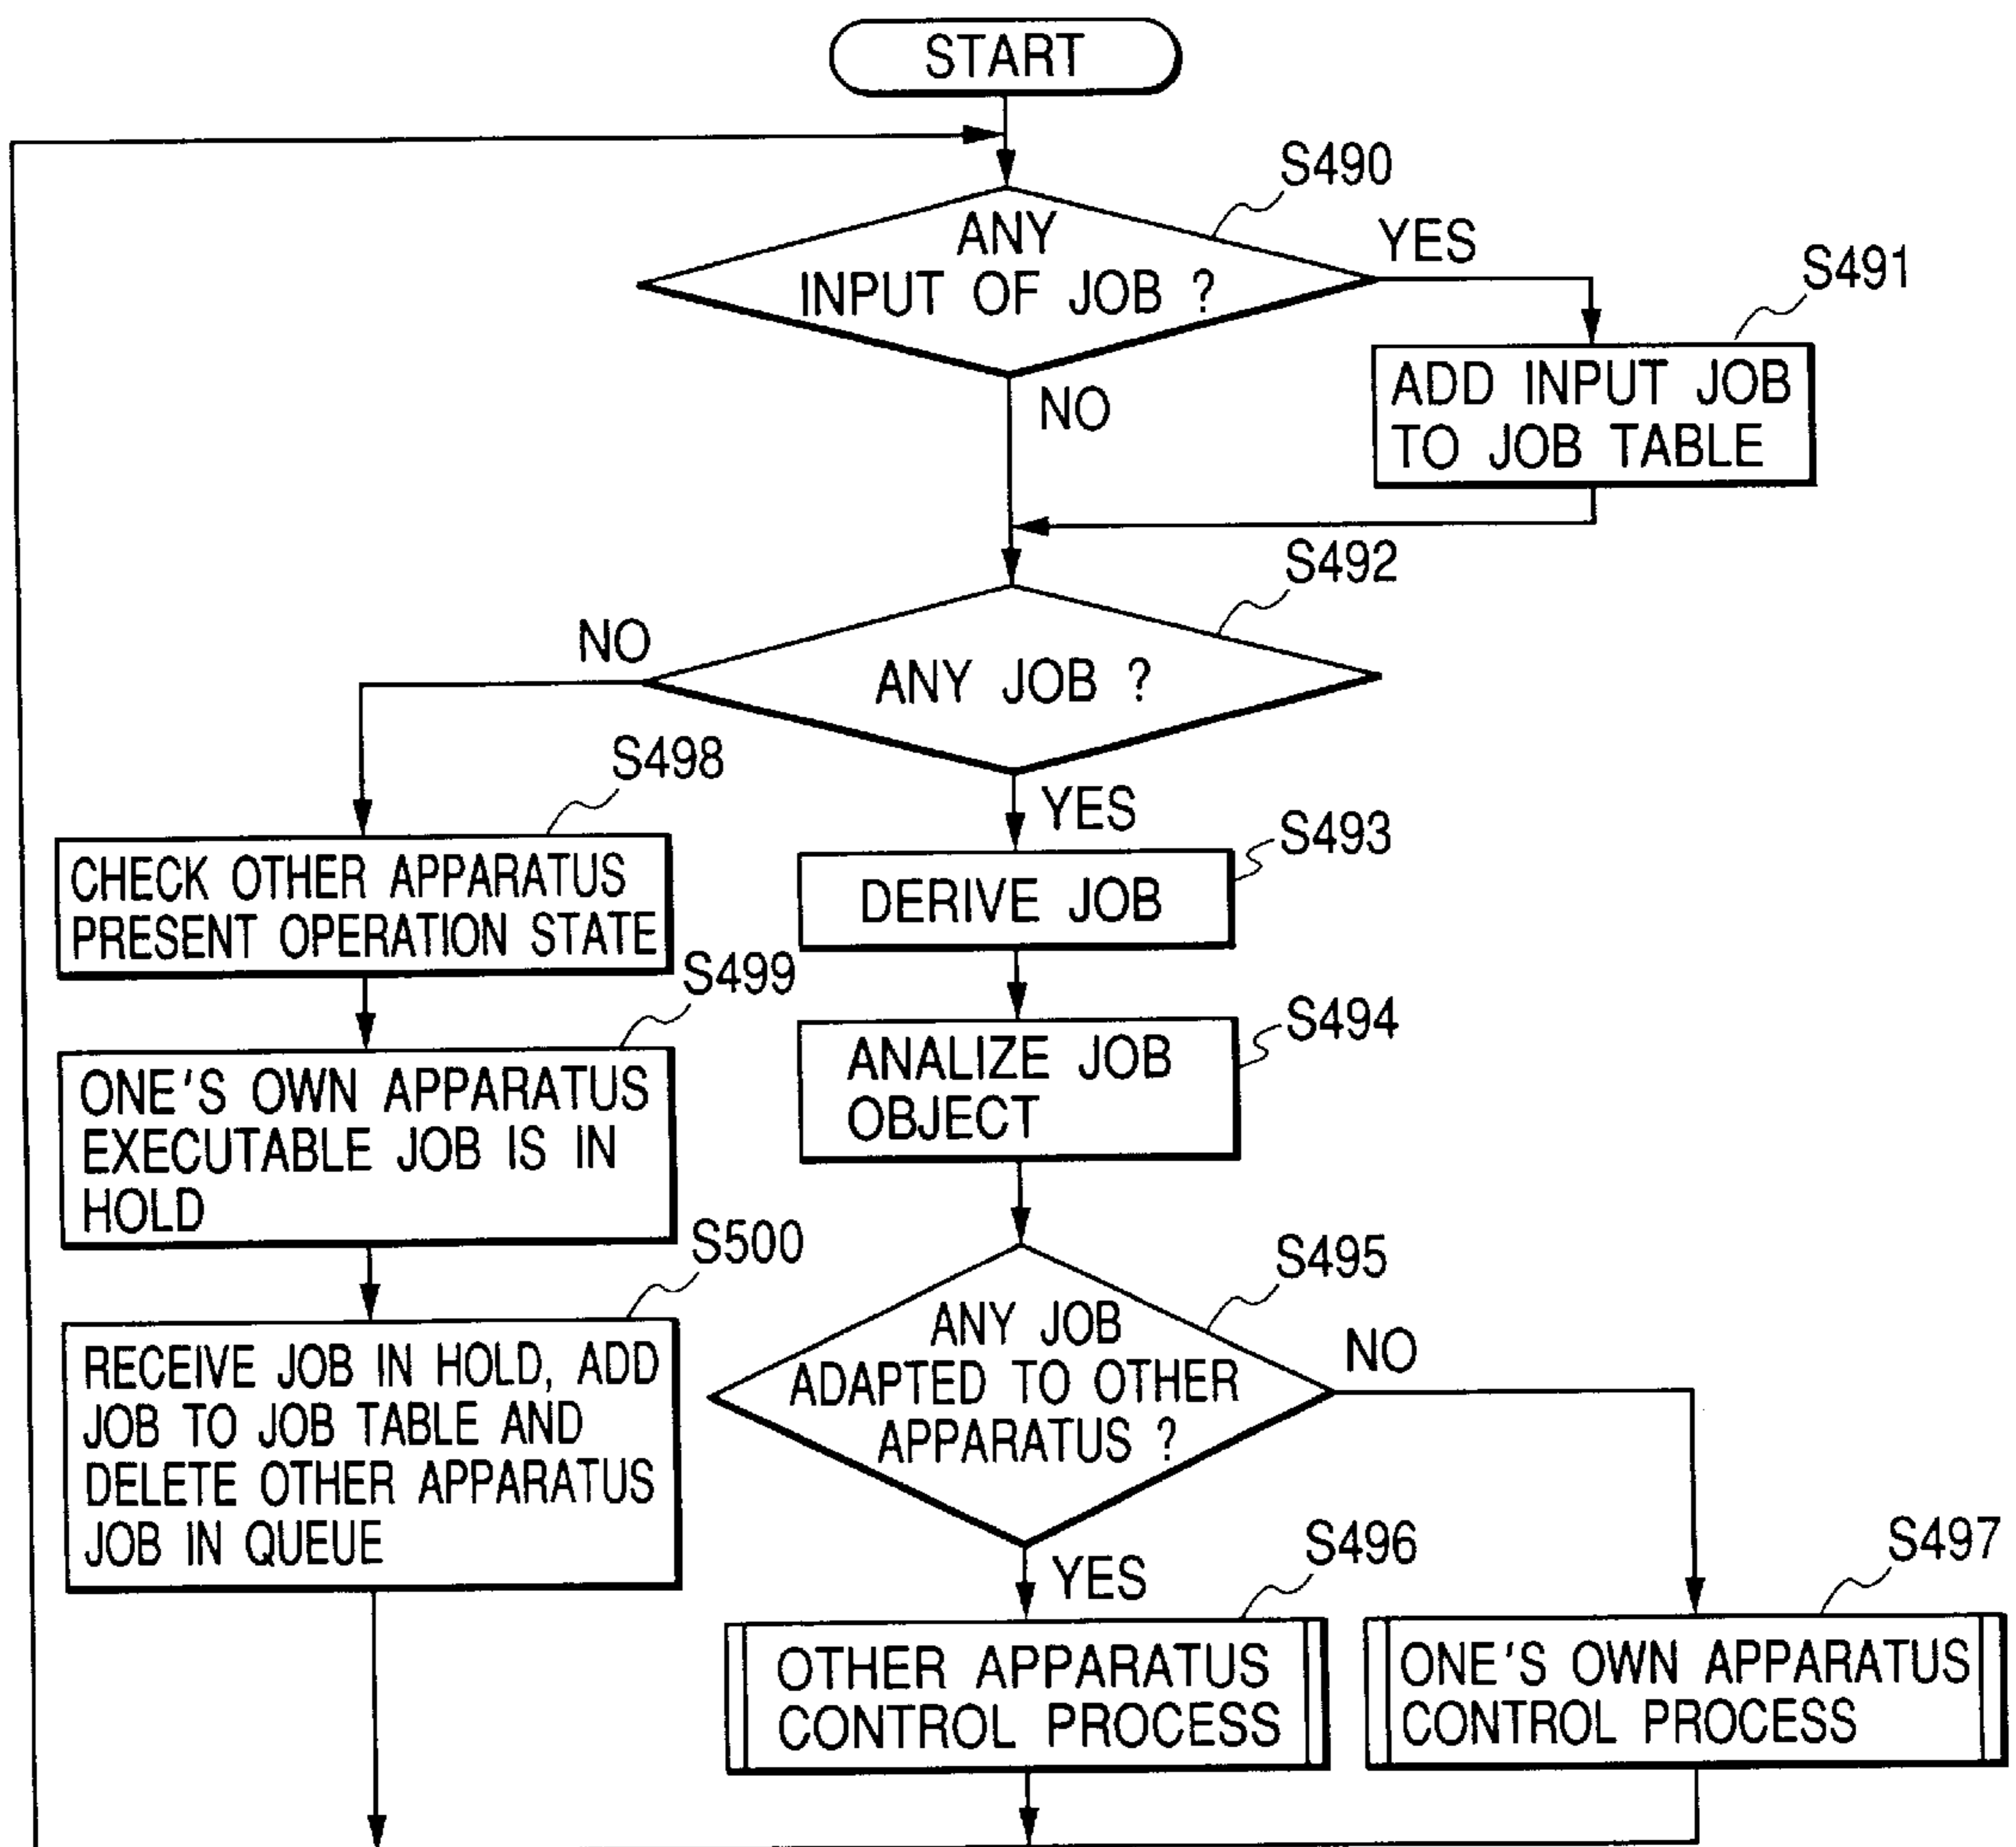 START
S490
ANY
INPUT OF JOB ?
YES
S491
ADD INPUT JOB
TO JOB TABLE
NO
S492
ANY JOB ?
NO
YES
S498
CHECK OTHER APPARATUS
PRESENT OPERATION STATE
S493
DERIVE JOB
S499
ONE'S OWN APPARATUS
EXECUTABLE JOB IS IN
HOLD
S494
ANALIZE JOB
OBJECT
S500
RECEIVE JOB IN HOLD, ADD
JOB TO JOB TABLE AND
DELETE OTHER APPARATUS
JOB IN QUEUE
S495
ANY JOB
ADAPTED TO OTHER
APPARATUS ?
NO
YES
S496
OTHER APPARATUS
CONTROL PROCESS
S497
ONE'S OWN APPARATUS
CONTROL PROCESS